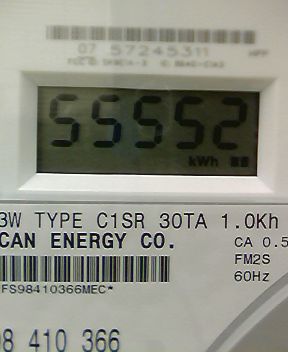 07 57245311
55552
kWh
3W TYPE C1SR 30TA 1.0Kh
CAN ENERGY CO.
CA 0.5
FM2S
60Hz
FS98410366MEC*
98 410 366